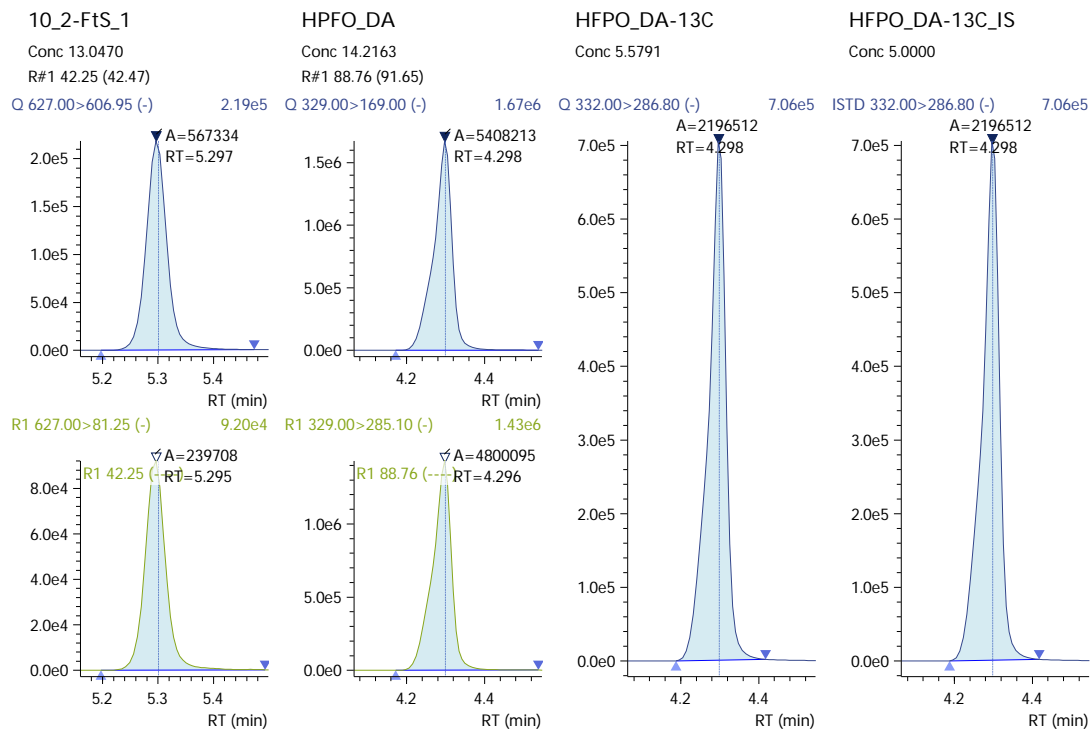 10_2-FtS_1
Conc 13.0470
R#1 42.25 (42.47)
Q 627.00>606.95 (-) 2.19e5
A=567334
RT=5.297
2.0e5
1.5e5
1.0e5
5.0e4
0.0e0
5.2 5.3 5.4
RT (min)
R1 627.00>81.25 (-) 9.20e4
A=239708
R1 42.25 (----)
RT=5.295
8.0e4
6.0e4
4.0e4
2.0e4
0.0e0
5.2 5.3 5.4
RT (min)
HPFO_DA
Conc 14.2163
R#1 88.76 (91.65)
Q 329.00>169.00 (-) 1.67e6
A=5408213
RT=4.298
1.5e6
1.0e6
5.0e5
0.0e0
4.2 4.4
RT (min)
R1 329.00>285.10 (-) 1.43e6
A=4800095
R1 88.76 (----)
RT=4.296
1.0e6
5.0e5
0.0e0
4.2 4.4
RT (min)
HFPO_DA-13C
Conc 5.5791
Q 332.00>286.80 (-) 7.06e5
A=2196512
RT=4.298
7.0e5
6.0e5
5.0e5
4.0e5
3.0e5
2.0e5
1.0e5
0.0e0
4.2 4.4
RT (min)
HFPO_DA-13C_IS
Conc 5.0000
ISTD 332.00>286.80 (-) 7.06e5
A=2196512
RT=4.298
7.0e5
6.0e5
5.0e5
4.0e5
3.0e5
2.0e5
1.0e5
0.0e0
4.2 4.4
RT (min)